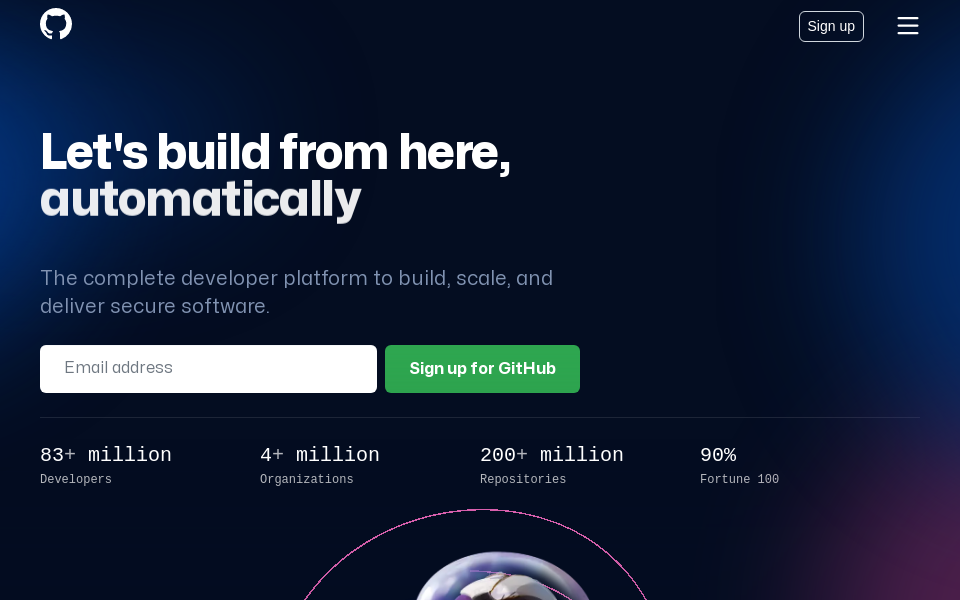 Sign up
Let's build from here,
automatically
The complete developer platform to build, scale, and
deliver secure software.
Email address
Sign up for GitHub
83+ million
Developers
4+ million
Organizations
200+ million
Repositories
90%
Fortune 100